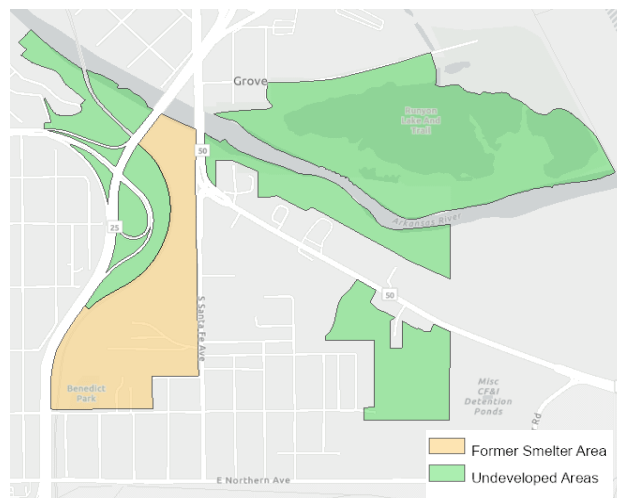 Grove
Runyon
Lake And
Trail
50
Arkansas River
25
50
S Santa Fe Ave
Benedict
Park
Misc
CF&I
Detention
Ponds
r Rd
Former Smelter Area
E Northern Ave
Undeveloped Areas